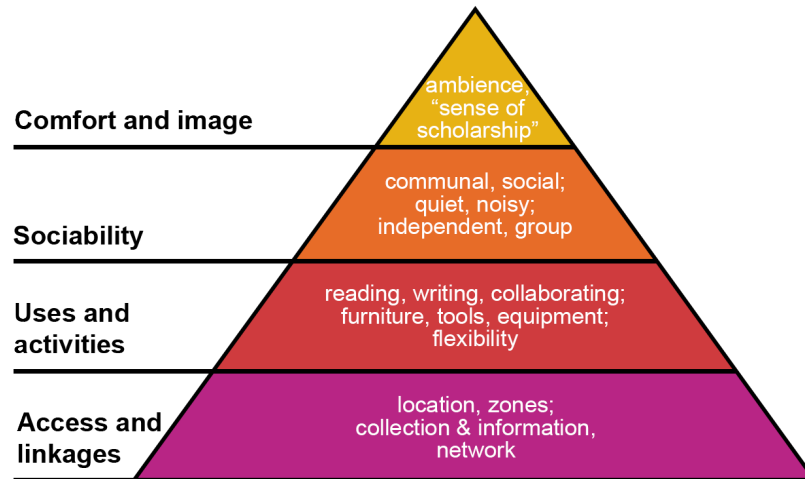 ambience,
“sense of
scholarship”
Comfort and image
communal, social;
quiet, noisy;
independent, group
Sociability
reading, writing, collaborating;
furniture, tools, equipment;
flexibility
Uses and
activities
location, zones;
collection & information,
network
Access and
linkages